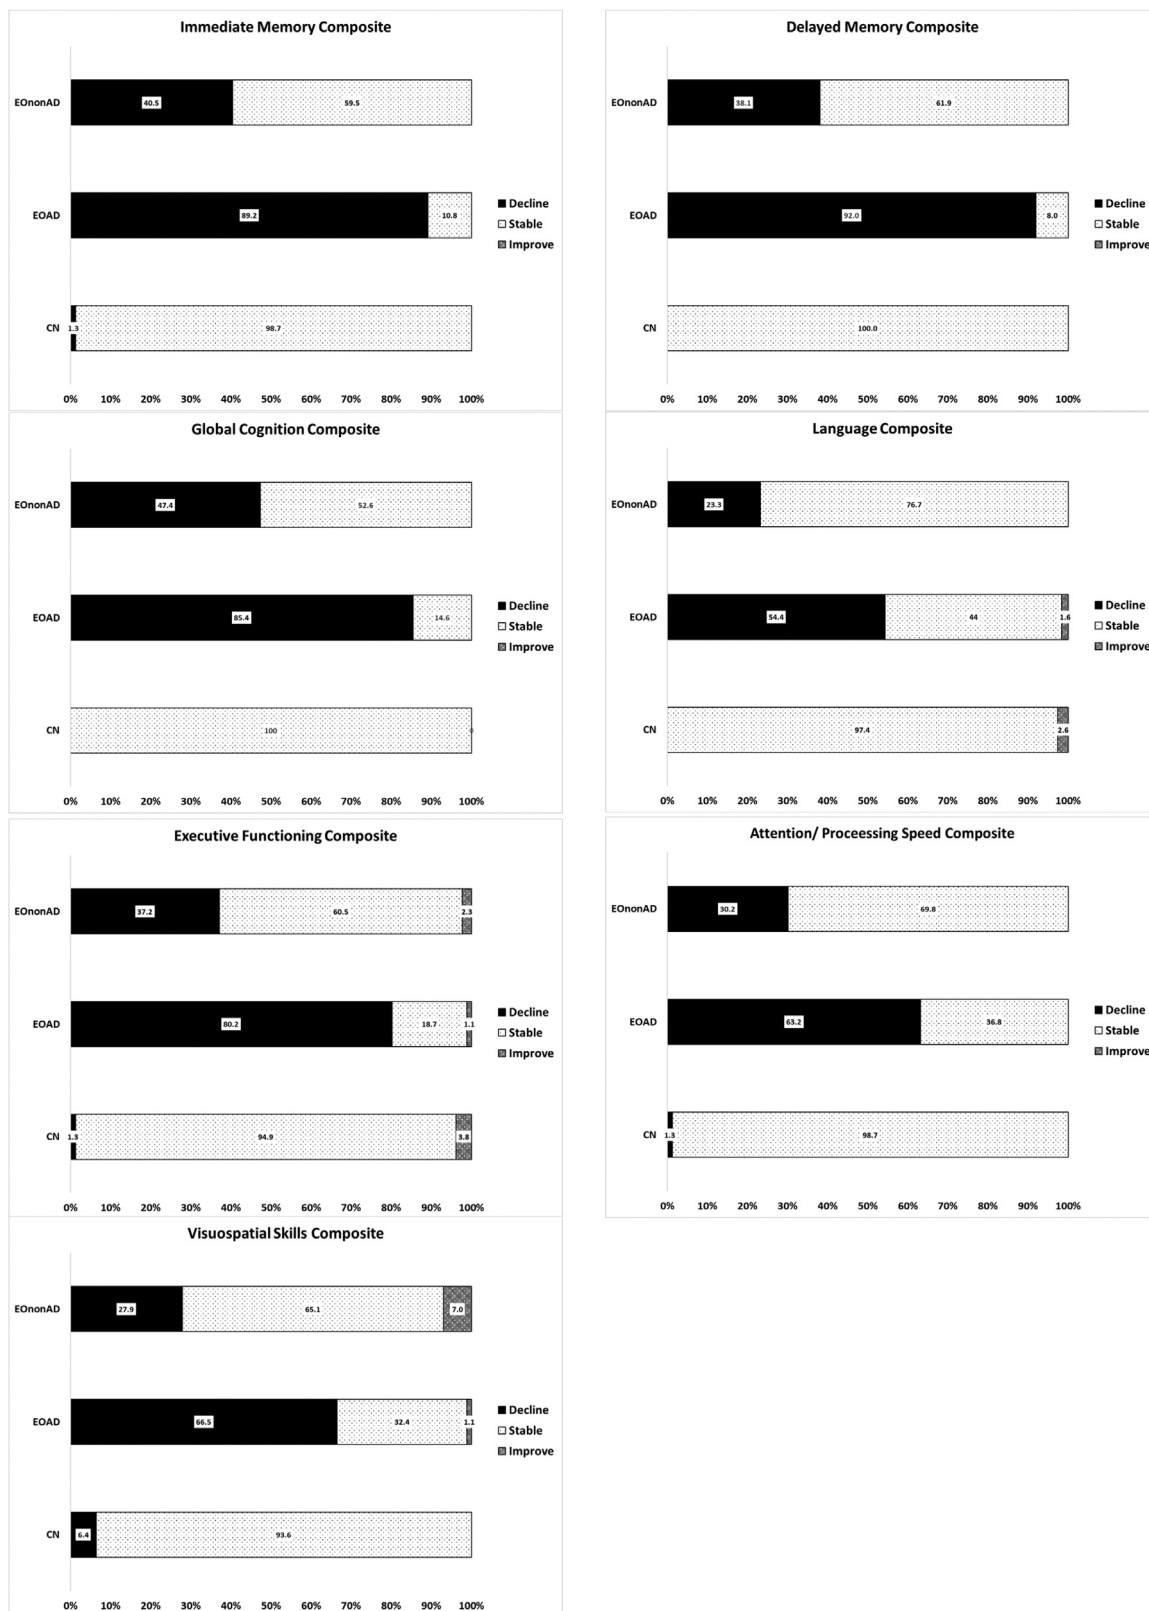 Immediate Memory Composite
EOnonAD
40.5
59.5
EOAD
89.2
10.8
CN
1.3
98.7
Decline
Stable
Improve
0% 10% 20% 30% 40% 50% 60% 70% 80% 90% 100%
Delayed Memory Composite
EOnonAD
38.1
61.9
EOAD
92.0
8.0
CN
100.0
Decline
Stable
Improve
0% 10% 20% 30% 40% 50% 60% 70% 80% 90% 100%
Global Cognition Composite
EOnonAD
47.4
52.6
EOAD
85.4
14.6
CN
100
Decline
Stable
Improve
0% 10% 20% 30% 40% 50% 60% 70% 80% 90% 100%
Language Composite
EOnonAD
23.3
76.7
EOAD
54.4
44
1.6
CN
97.4
2.6
Decline
Stable
Improve
0% 10% 20% 30% 40% 50% 60% 70% 80% 90% 100%
Executive Functioning Composite
EOnonAD
37.2
60.5
2.3
EOAD
80.2
18.7
1.1
CN
1.3
94.9
3.8
Decline
Stable
Improve
0% 10% 20% 30% 40% 50% 60% 70% 80% 90% 100%
Attention/ Proceessing Speed Composite
EOnonAD
30.2
69.8
EOAD
63.2
36.8
CN
1.3
98.7
Decline
Stable
Improve
0% 10% 20% 30% 40% 50% 60% 70% 80% 90% 100%
Visuospatial Skills Composite
EOnonAD
27.9
65.1
7.0
EOAD
66.5
32.4
1.1
CN
6.4
93.6
Decline
Stable
Improve
0% 10% 20% 30% 40% 50% 60% 70% 80% 90% 100%